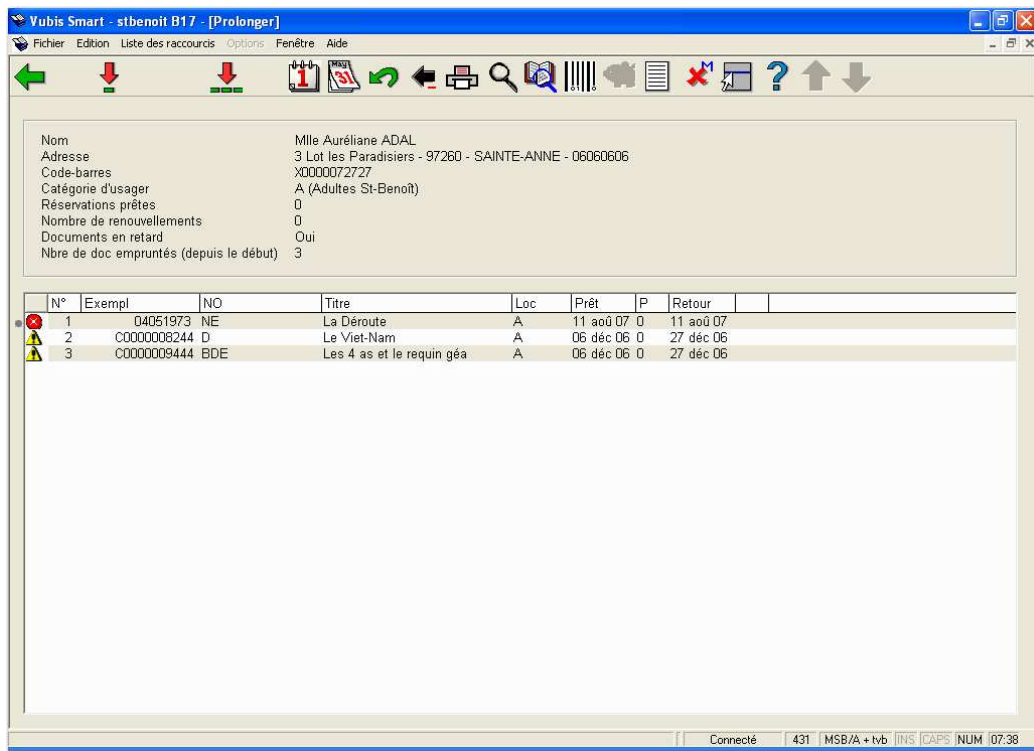 Vubis Smart - stbenoit B17 - [Prolonger]
Fichier Edition Liste des raccourcis Options Fenêtre Aide
1 May 31 M ?
Nom Mlle Auréliane ADAL
Adresse 3 Lot les Paradisiers - 97260 - SAINTE-ANNE - 06060606
Code-barres X0000072727
Catégorie d'usager A (Adultes St-Benoît)
Réservations prêtes 0
Nombre de renouvellements 0
Documents en retard Oui
Nbre de doc empruntés (depuis le début) 3
N° Exempl NO Titre Loc Prêt P Retour
1 04051973 NE La Déroute A 11 aoû 07 0 11 aoû 07
2 C0000008244 D Le Viet-Nam A 06 déc 06 0 27 déc 06
3 C0000009444 BDE Les 4 as et le requin géa A 06 déc 06 0 27 déc 06
Connecté 431 MSB/A + tvb INS CAPS NUM 07:38